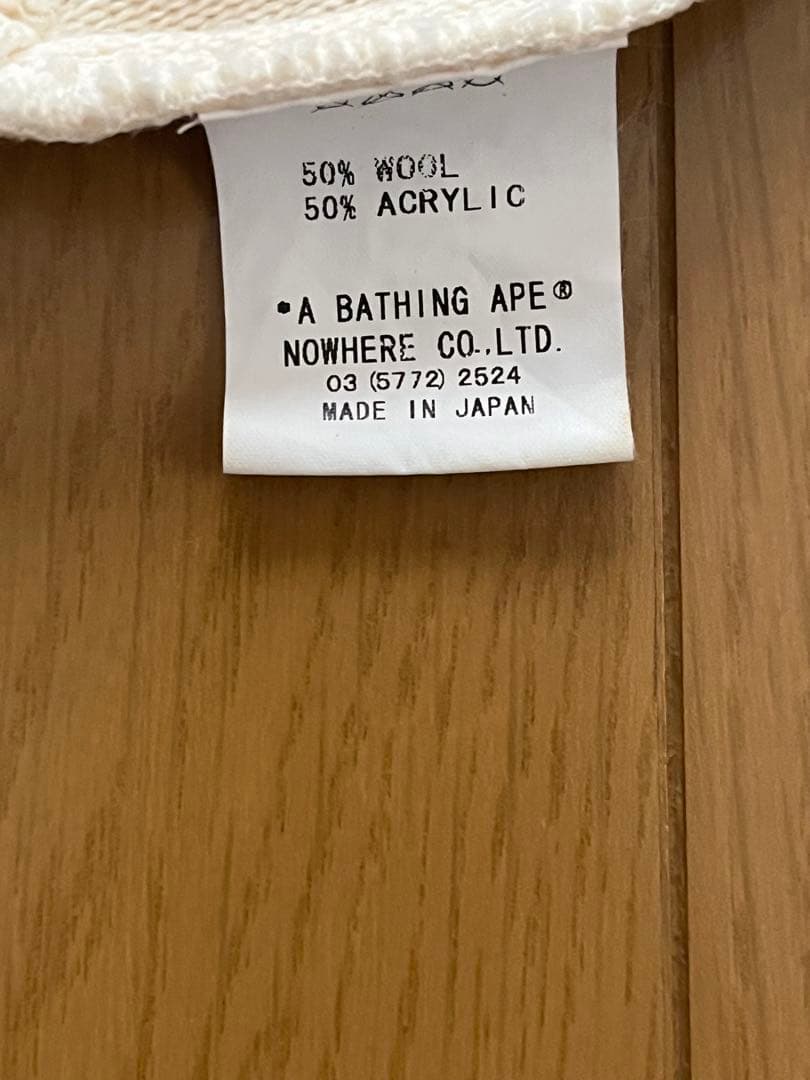 50% WOOL
50% ACRYLIC
•A BATHING APE®
NOWHERE CO.,LTD.
03 (5772) 2524
MADE IN JAPAN